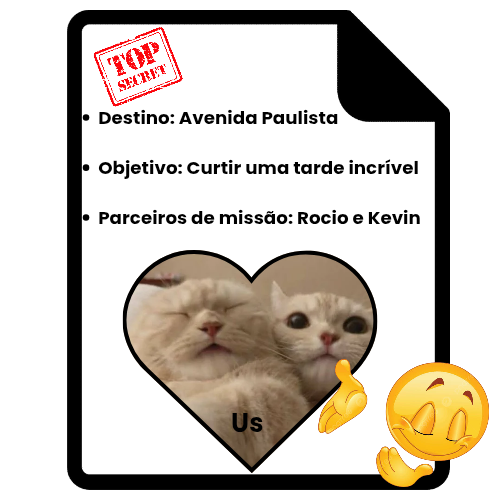 TOP
SECRET
• Destino: Avenida Paulista
• Objetivo: Curtir uma tarde incrível
• Parceiros de missão: Rocio e Kevin
Us